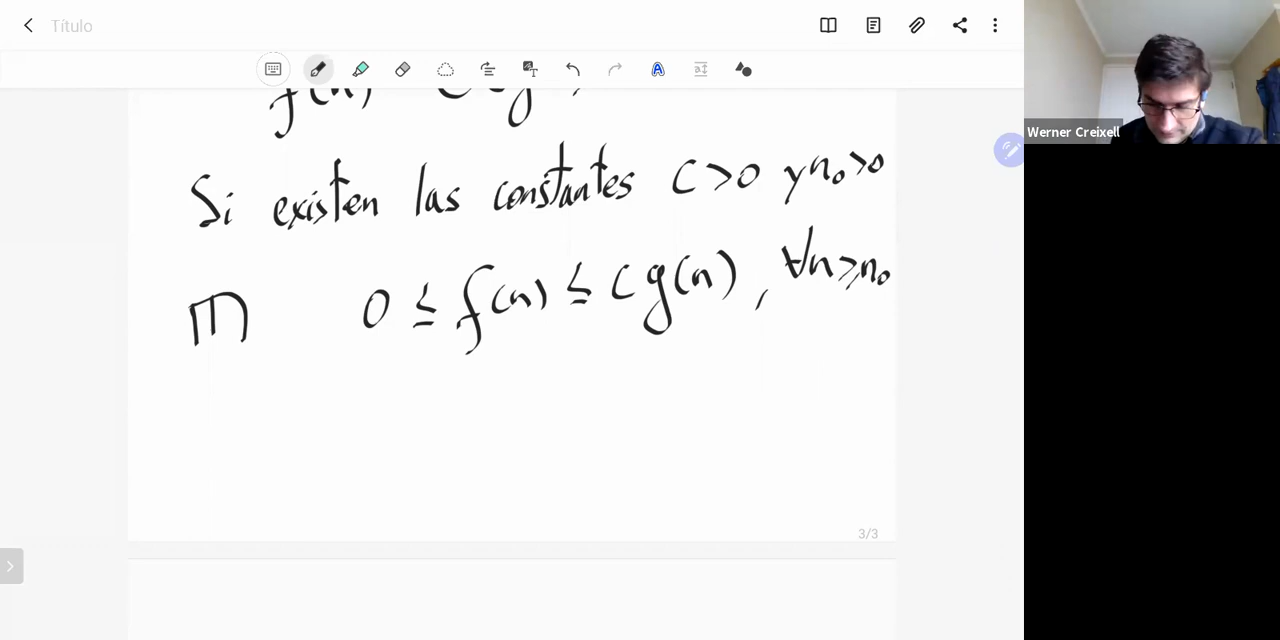 Título
Werner Creixell
f(n)
Si existen las constantes c > 0 y n₀ > 0
0 ≤ f(n) ≤ c g(n), ∀n ≥ n₀
3/3